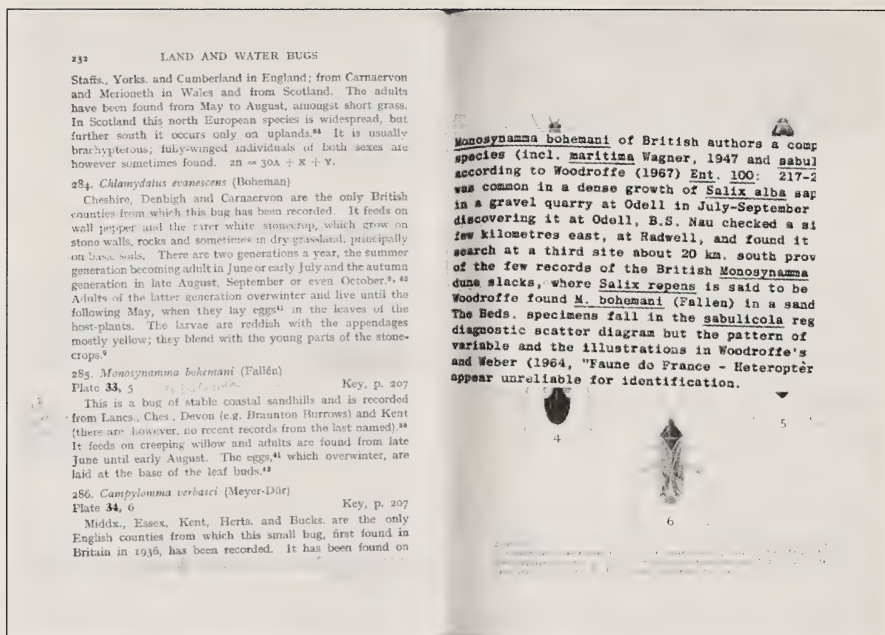 232 LAND AND WATER BUGS
Staffs., Yorks. and Cumberland in England; from Carnaervon
and Merioneth in Wales and from Scotland. The adults
have been found from May to August, amongst short grass.
In Scotland this north European species is widespread, but
further south it occurs only on uplands.²⁴ It is usually
brachypterous; fully-winged individuals of both sexes are
however sometimes found. 2n = 30A + X + Y.
284. Chlamydatus evanescens (Boheman)
Cheshire, Denbigh and Carnaervon are the only British
counties from which this bug has been recorded. It feeds on
wall pepper and the rarer white stonecrop, which grow on
stone walls, rocks and sometimes in dry grassland, principally
on base soils. There are two generations a year, the summer
generation becoming adult in June or early July and the autumn
generation in late August, September or even October.⁹, ⁴²
Adults of the latter generation overwinter and live until the
following May, when they lay eggs⁴¹ in the leaves of the
host-plants. The larvae are reddish with the appendages
mostly yellow; they blend with the young parts of the stone-
crops.⁹
285. Monosynamma bohemani (Fallén)
Plate 33, 5 Key, p. 207
This is a bug of stable coastal sandhills and is recorded
from Lancs., Ches., Devon (e.g. Braunton Burrows) and Kent
(there are however, no recent records from the last named).³⁰
It feeds on creeping willow and adults are found from late
June until early August. The eggs,⁴¹ which overwinter, are
laid at the base of the leaf buds.⁴³
286. Campylomma verbasci (Meyer-Dür)
Plate 34, 6 Key, p. 207
Middx., Essex, Kent, Herts. and Bucks. are the only
English counties from which this small bug, first found in
Britain in 1936, has been recorded. It has been found on
Monosynamma bohemani of British authors a comp
species (incl. maritima Wagner, 1947 and sabul
according to Woodroffe (1967) Ent. 100: 217-2
was common in a dense growth of Salix alba sap
in a gravel quarry at Odell in July-September
discovering it at Odell, B.S. Nau checked a si
few kilometres east, at Radwell, and found it
search at a third site about 20 km. south prov
of the few records of the British Monosynamma
dune slacks, where Salix repens is said to be
Woodroffe found M. bohemani (Fallen) in a sand
The Beds. specimens fall in the sabulicola reg
diagnostic scatter diagram but the pattern of
variable and the illustrations in Woodroffe's
and Weber (1964, "Faune do France - Heteroptèr
appear unreliable for identification.
4
5
6